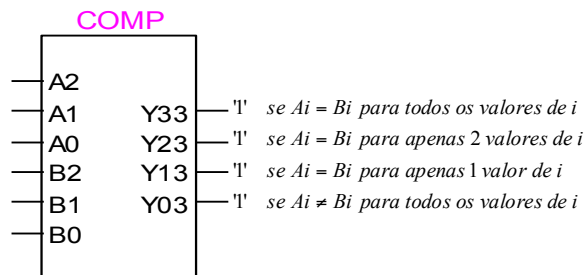 COMP
A2
A1 Y33 '1' se Ai = Bi para todos os valores de i
A0 Y23 '1' se Ai = Bi para apenas 2 valores de i
B2 Y13 '1' se Ai = Bi para apenas 1 valor de i
B1 Y03 '1' se Ai ≠ Bi para todos os valores de i
B0